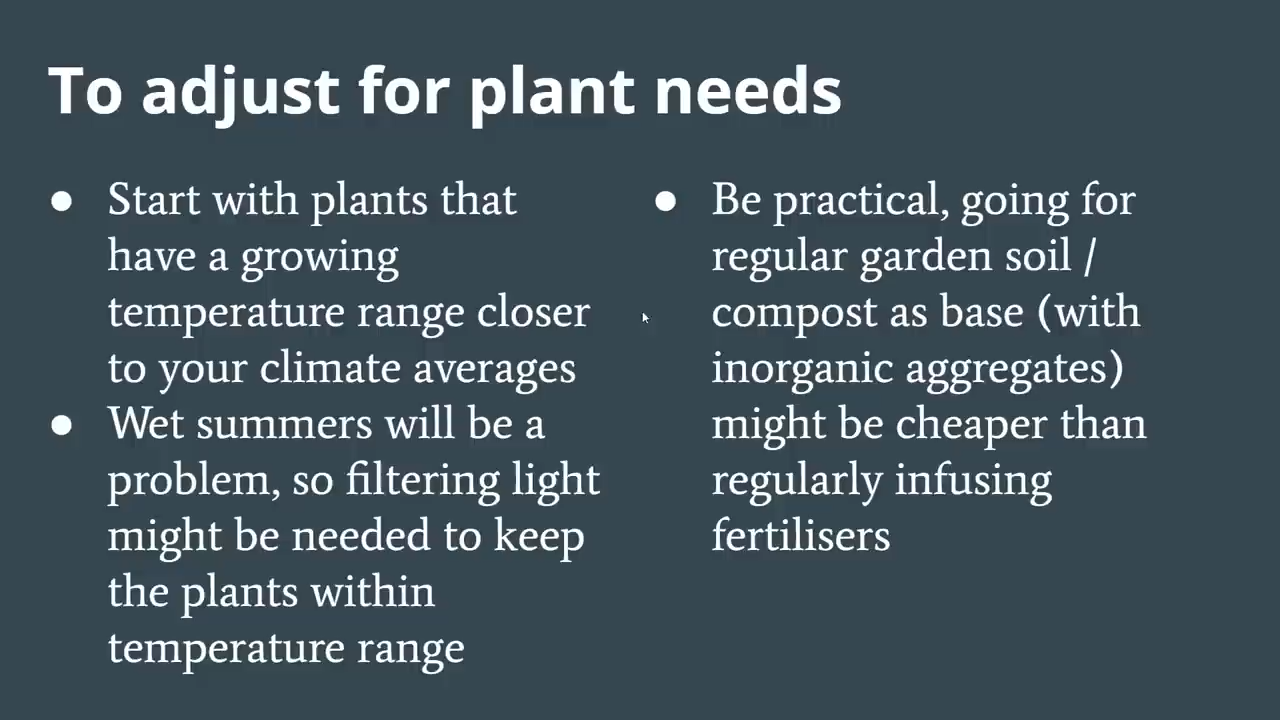 To adjust for plant needs
● Start with plants that
have a growing
temperature range closer
to your climate averages
● Wet summers will be a
problem, so filtering light
might be needed to keep
the plants within
temperature range
● Be practical, going for
regular garden soil /
compost as base (with
inorganic aggregates)
might be cheaper than
regularly infusing
fertilisers